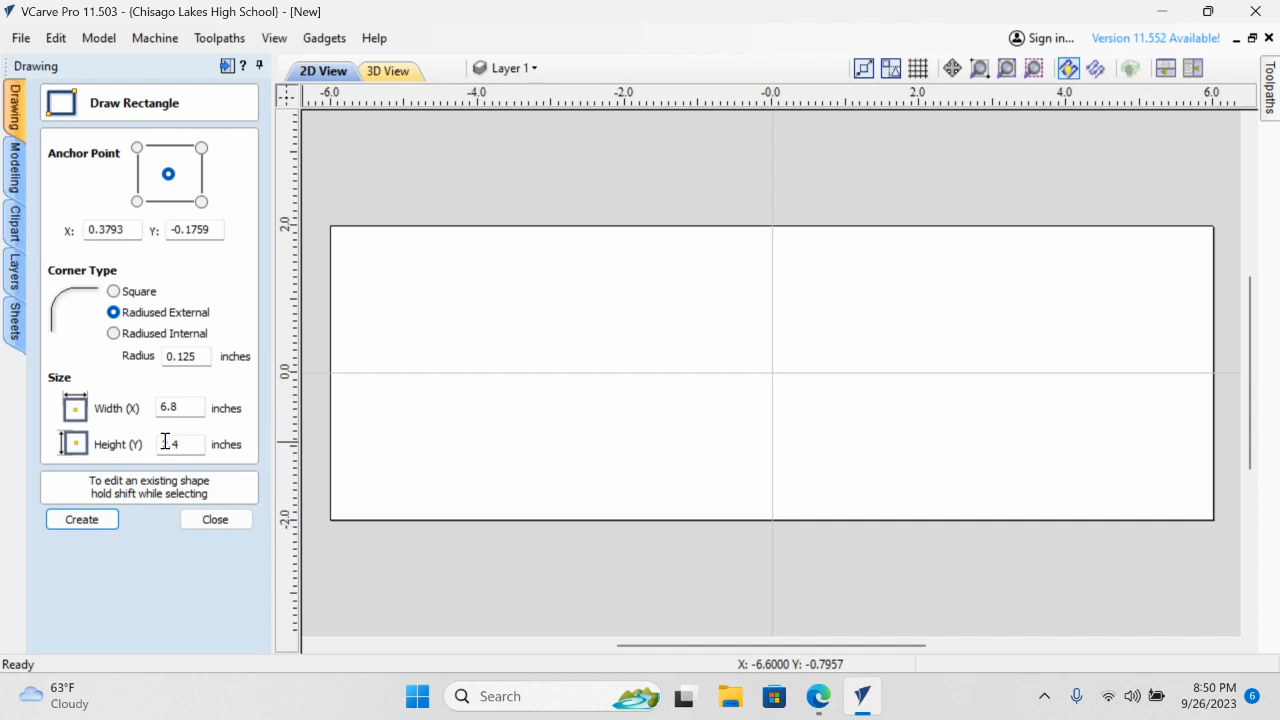 VCarve Pro 11.503 - {Chisago Lakes High School} - [New]
File Edit Model Machine Toolpaths View Gadgets Help
Sign in... Version 11.552 Available!
Drawing
2D View 3D View Layer 1
Draw Rectangle
-6.0 -4.0 -2.0 -0.0 2.0 4.0 6.0
Toolpaths
Drawing
Modeling
Clipart
Layers
Sheets
Anchor Point
X: 0.3793 Y: -0.1759
2.0
0.0
-2.0
Corner Type
Square
Radiused External
Radiused Internal
Radius 0.125 inches
Size
Width (X) 6.8 inches
Height (Y) inches
To edit an existing shape
hold shift while selecting
Create Close
Ready X: -6.6000 Y: -0.7957
63°F
Cloudy
Search
8:50 PM
9/26/2023
6